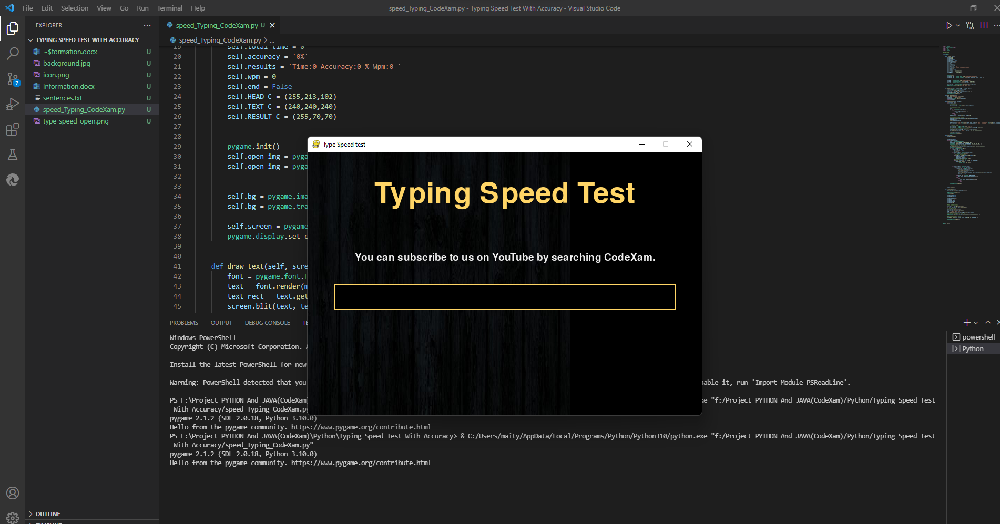 File Edit Selection View Go Run Terminal Help
speed_Typing_CodeXam.py - Typing Speed Test With Accuracy - Visual Studio Code
EXPLORER
TYPING SPEED TEST WITH ACCURACY
~$formation.docx U
background.jpg U
icon.png U
Information.docx U
sentences.txt U
speed_Typing_CodeXam.py U
type-speed-open.png U
7
OUTLINE
speed_Typing_CodeXam.py U
speed_Typing_CodeXam.py > ...
19 self.total_time = 0
20 self.accuracy = '0%'
21 self.results = 'Time:0 Accuracy:0 % Wpm:0 '
22 self.wpm = 0
23 self.end = False
24 self.HEAD_C = (255,213,102)
25 self.TEXT_C = (240,240,240)
26 self.RESULT_C = (255,70,70)
27
28
29 pygame.init()
30 self.open_img = pyga
31 self.open_img = pyga
32
33
34 self.bg = pygame.ima
35 self.bg = pygame.tra
36
37 self.screen = pygame
38 pygame.display.set_c
39
40
41 def draw_text(self, scre
42 font = pygame.font.F
43 text = font.render(m
44 text_rect = text.get
45 screen.blit(text, te
Type Speed test
Typing Speed Test
You can subscribe to us on YouTube by searching CodeXam.
PROBLEMS OUTPUT DEBUG CONSOLE TE
Windows PowerShell
Copyright (C) Microsoft Corporation. A
Install the latest PowerShell for new
Warning: PowerShell detected that you able it, run 'Import-Module PSReadLine'.
PS F:\Project PYTHON And JAVA(CodeXam) xe "f:/Project PYTHON And JAVA(CodeXam)/Python/Typing Speed Test
With Accuracy/speed_Typing_CodeXam.py
pygame 2.1.2 (SDL 2.0.18, Python 3.10.0)
Hello from the pygame community. https://www.pygame.org/contribute.html
PS F:\Project PYTHON And JAVA(CodeXam)\Python\Typing Speed Test With Accuracy> & C:/Users/maity/AppData/Local/Programs/Python/Python310/python.exe "f:/Project PYTHON And JAVA(CodeXam)/Python/Typing Speed Test
With Accuracy/speed_Typing_CodeXam.py"
pygame 2.1.2 (SDL 2.0.18, Python 3.10.0)
Hello from the pygame community. https://www.pygame.org/contribute.html
powershell
Python